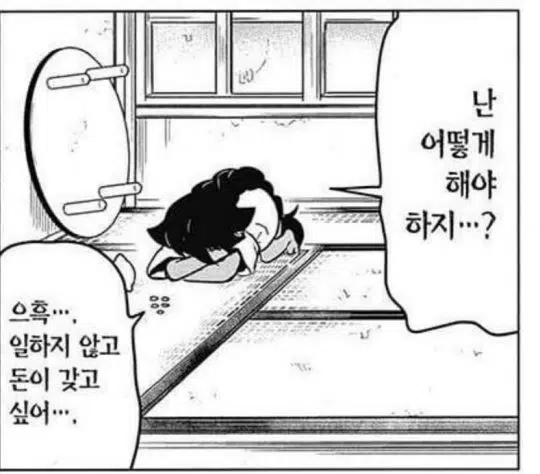 난
어떻게
해야
하지…?
으흑….
일하지 않고
돈이 갖고
싶어….